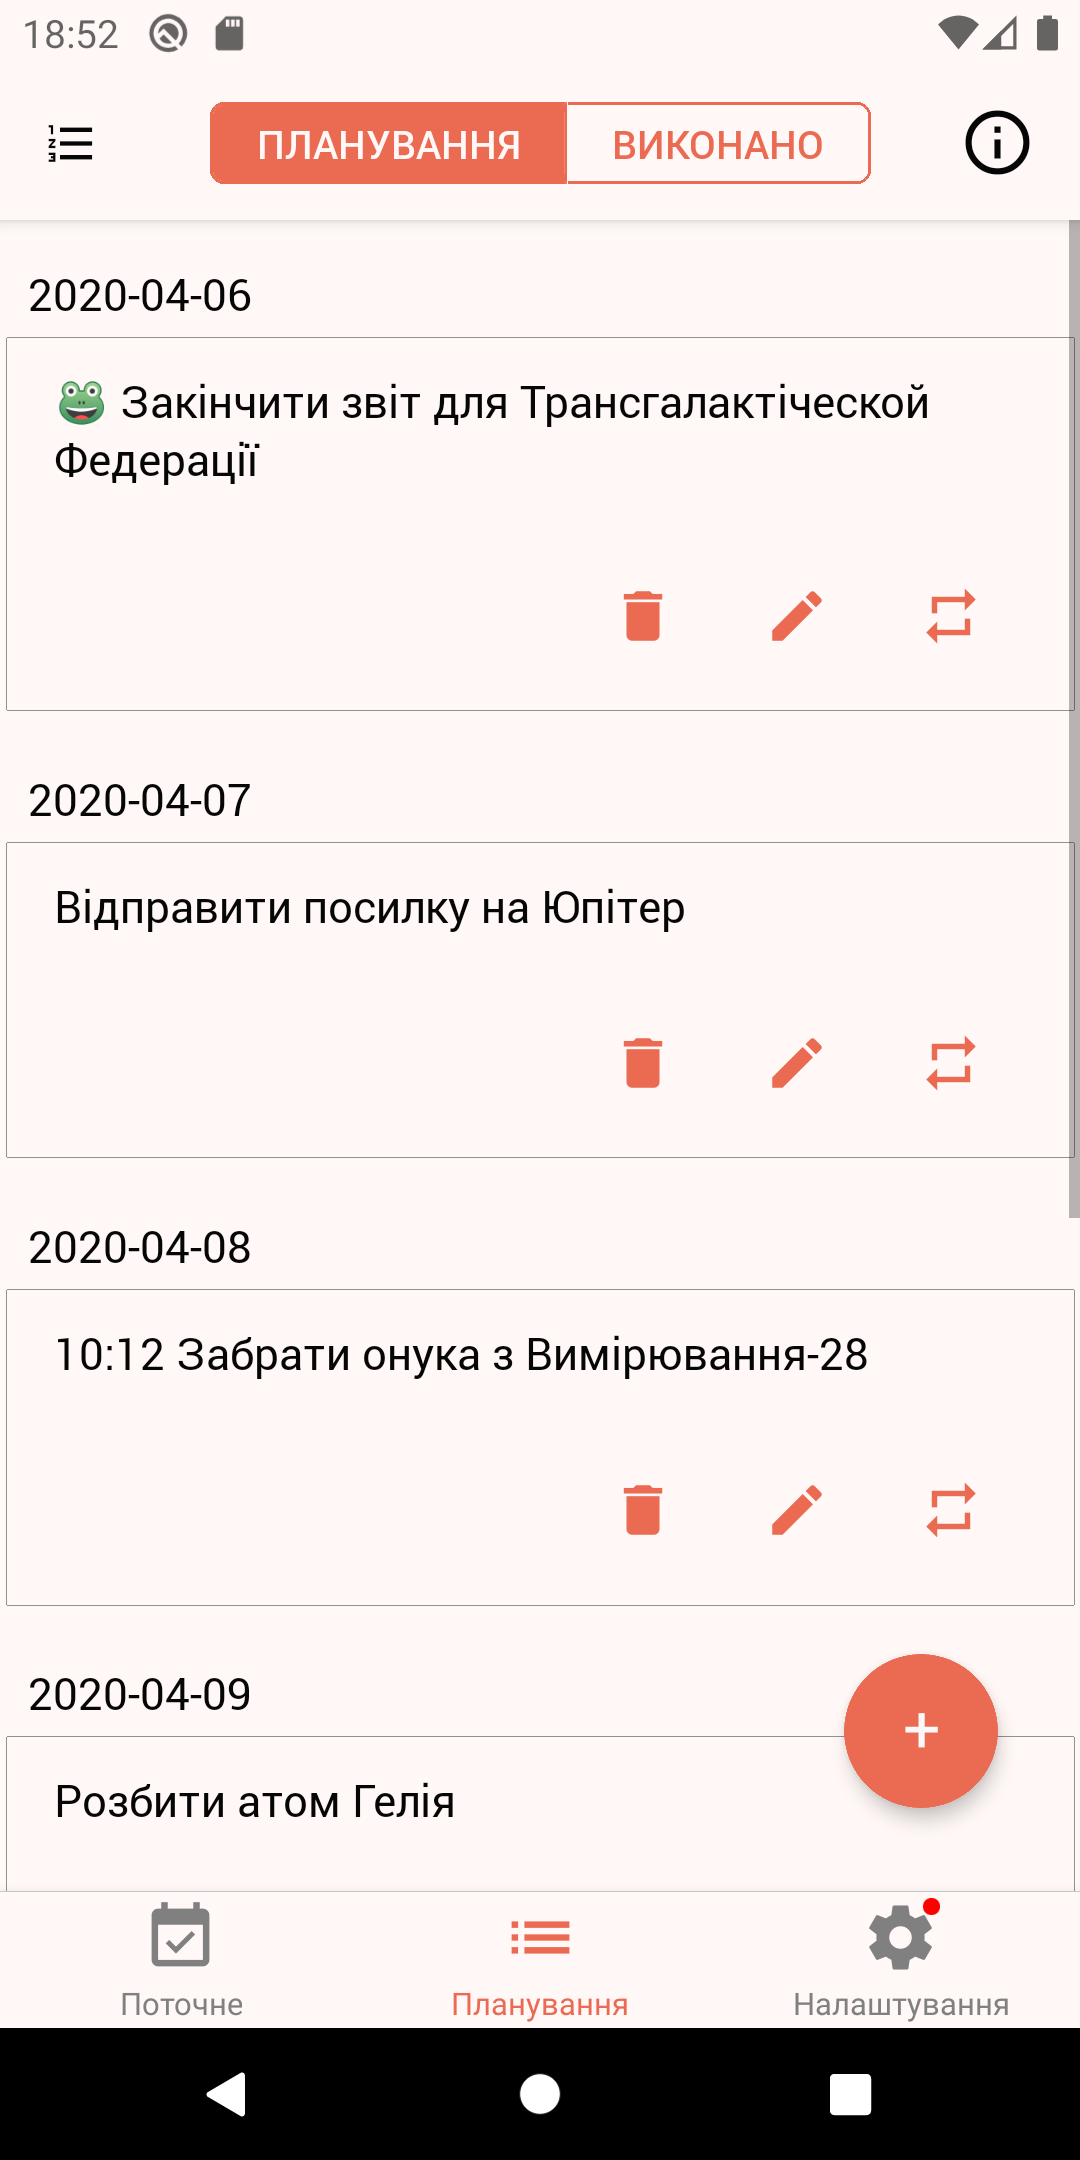 18:52
ПЛАНУВАННЯ
ВИКОНАНО
2020-04-06
🐸 Закінчити звіт для Трансгалактіческой
Федерації
2020-04-07
Відправити посилку на Юпітер
2020-04-08
10:12 Забрати онука з Вимірювання-28
2020-04-09
Розбити атом Гелія
Поточне
Планування
Налаштування